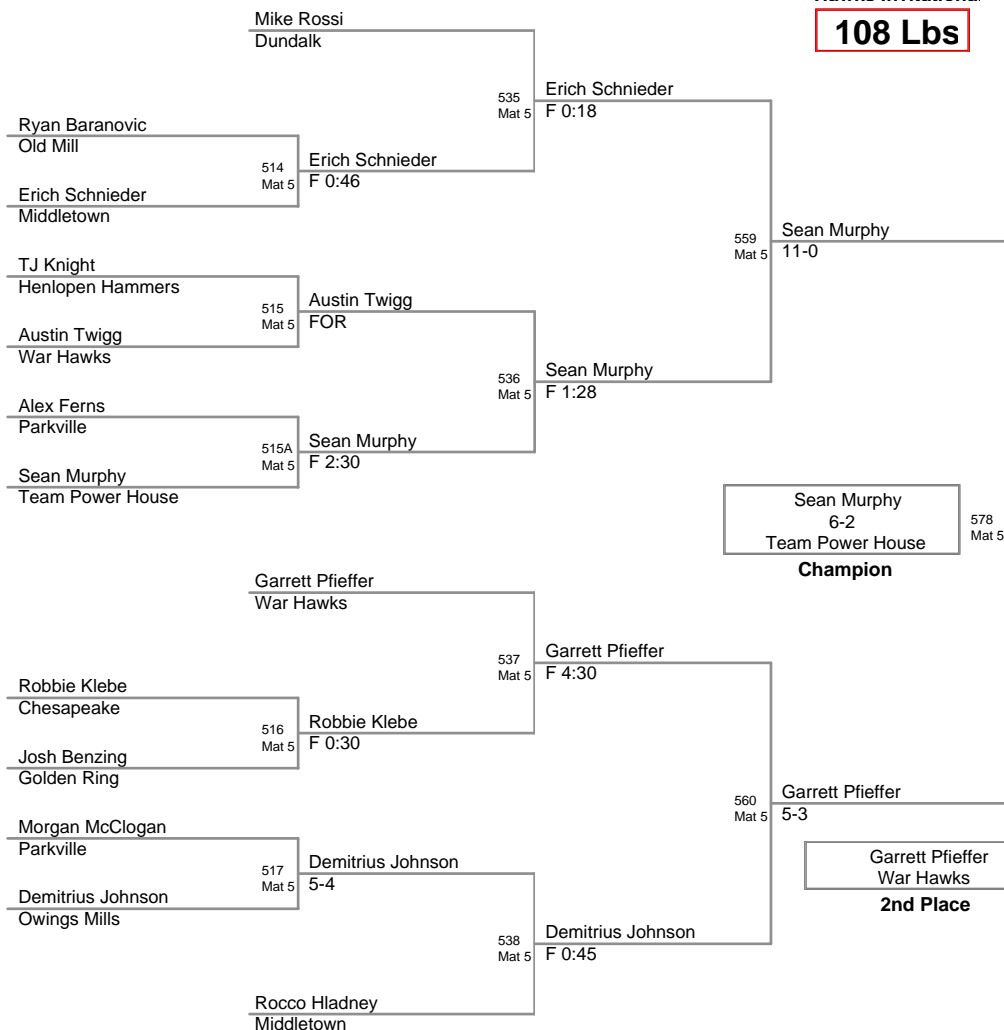 108 Lbs
Mike Rossi
Dundalk
535
Mat 5
Erich Schnieder
F 0:18
Ryan Baranovic
Old Mill
514
Mat 5
Erich Schnieder
F 0:46
Erich Schnieder
Middletown
559
Mat 5
Sean Murphy
11-0
TJ Knight
Henlopen Hammers
515
Mat 5
Austin Twigg
FOR
Austin Twigg
War Hawks
536
Mat 5
Sean Murphy
F 1:28
Alex Ferns
Parkville
515A
Mat 5
Sean Murphy
F 2:30
Sean Murphy
Team Power House
Sean Murphy
6-2
Team Power House
578
Mat 5
Champion
Garrett Pfieffer
War Hawks
537
Mat 5
Garrett Pfieffer
F 4:30
Robbie Klebe
Chesapeake
516
Mat 5
Robbie Klebe
F 0:30
Josh Benzing
Golden Ring
560
Mat 5
Garrett Pfieffer
5-3
Morgan McClogan
Parkville
517
Mat 5
Demitrius Johnson
5-4
Demitrius Johnson
Owings Mills
Garrett Pfieffer
War Hawks
2nd Place
538
Mat 5
Demitrius Johnson
F 0:45
Rocco Hladney
Middletown